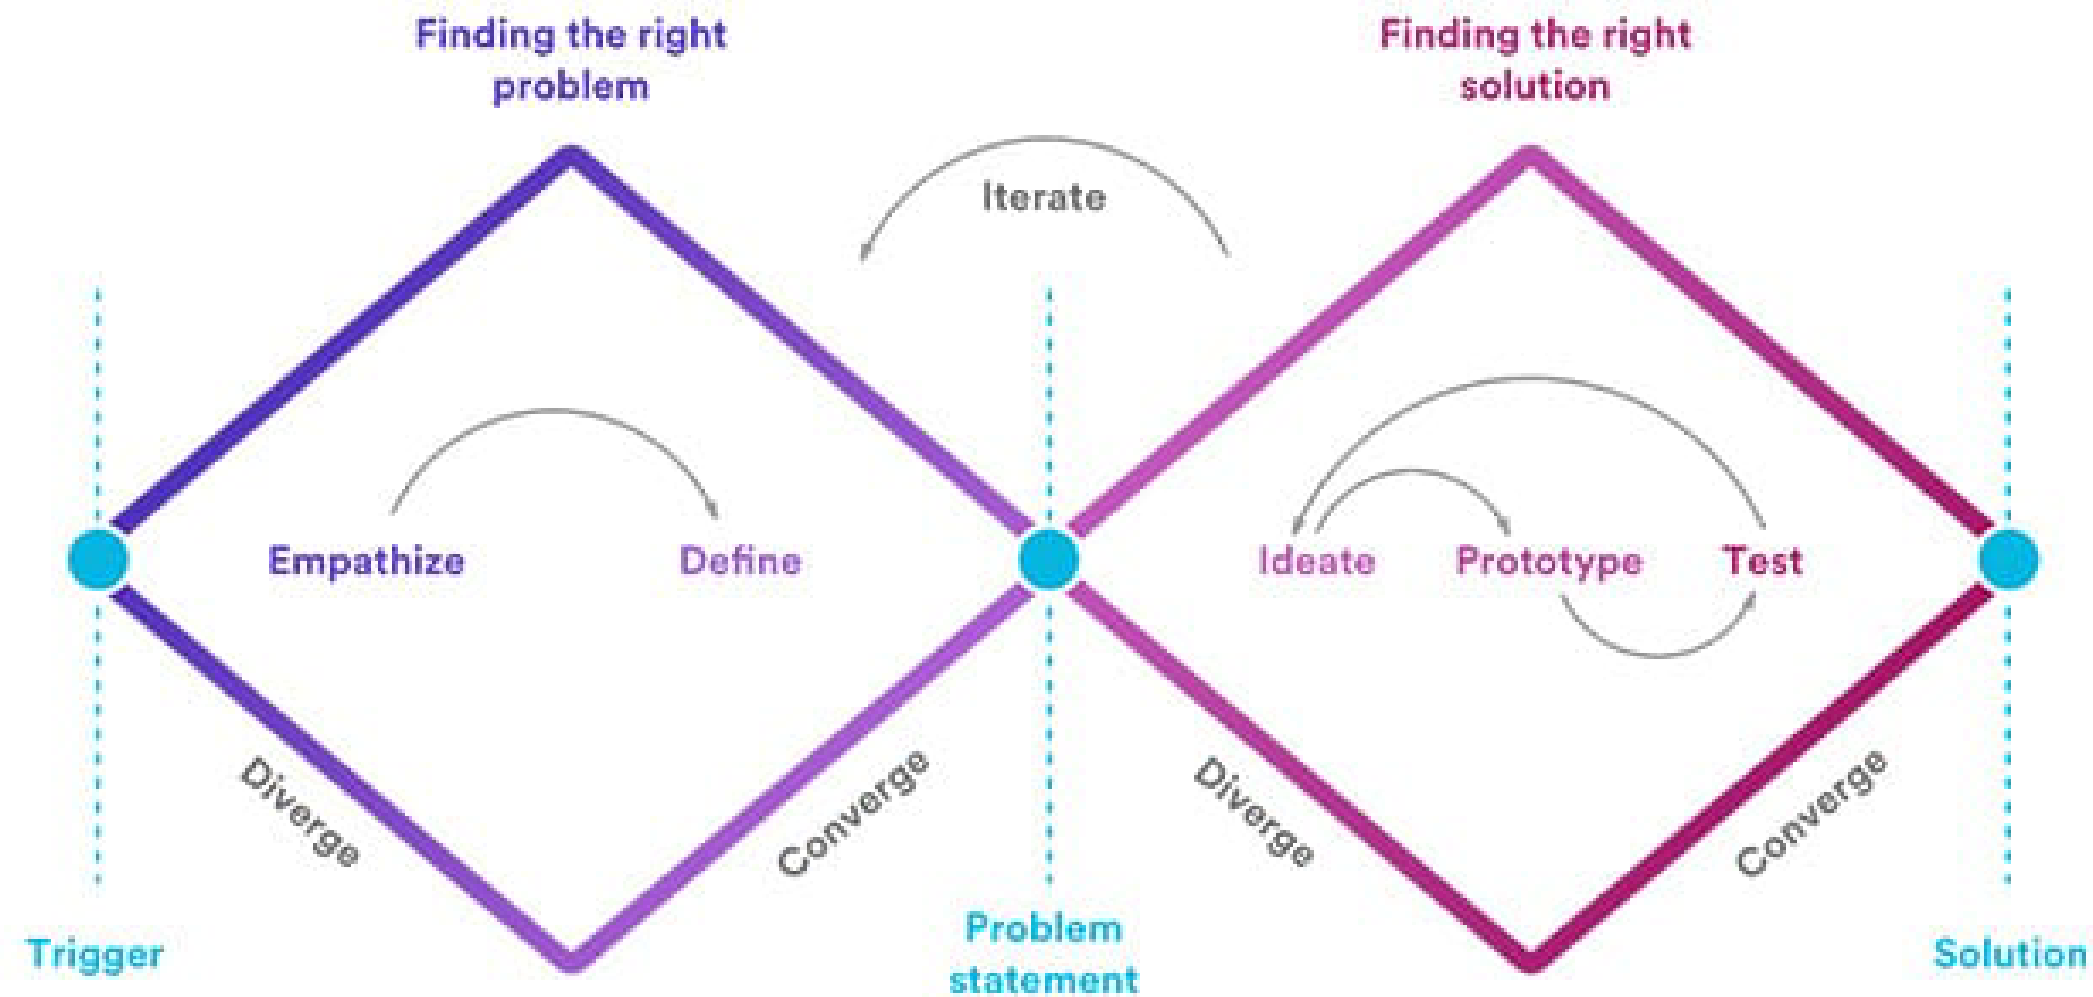 Finding the right
problem
Finding the right
solution
Iterate
Empathize
Define
Ideate
Prototype
Test
Diverge
Converge
Diverge
Converge
Trigger
Problem
statement
Solution